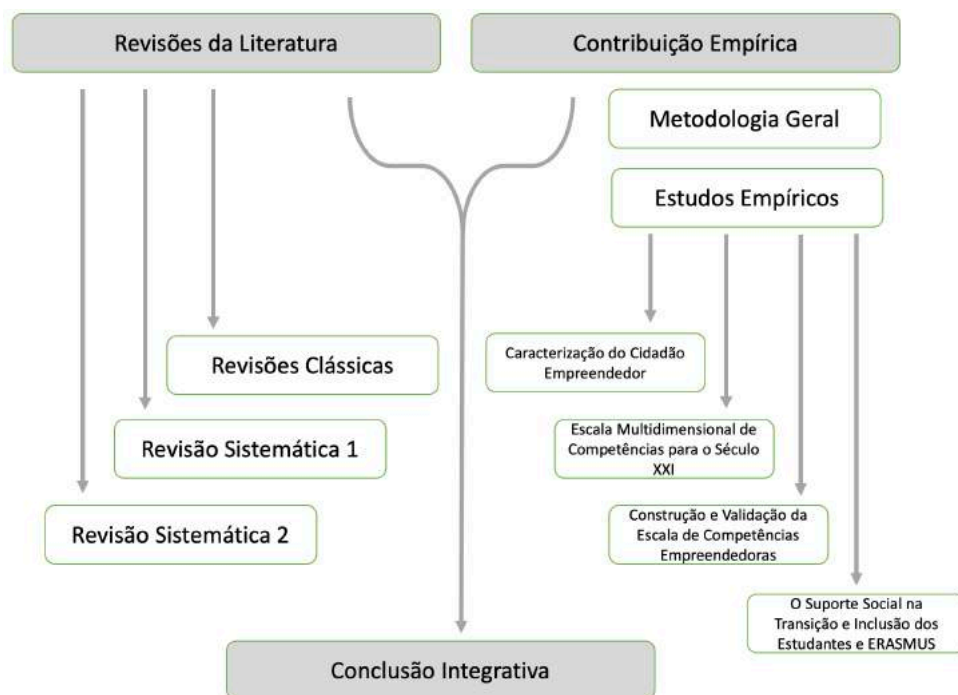 Revisões da Literatura
Contribuição Empírica
Metodologia Geral
Estudos Empíricos
Revisões Clássicas
Revisão Sistemática 1
Revisão Sistemática 2
Caracterização do Cidadão
Empreendedor
Escala Multidimensional de
Competências para o Século
XXI
Construção e Validação da
Escala de Competências
Empreendedoras
O Suporte Social na
Transição e Inclusão dos
Estudantes e ERASMUS
Conclusão Integrativa